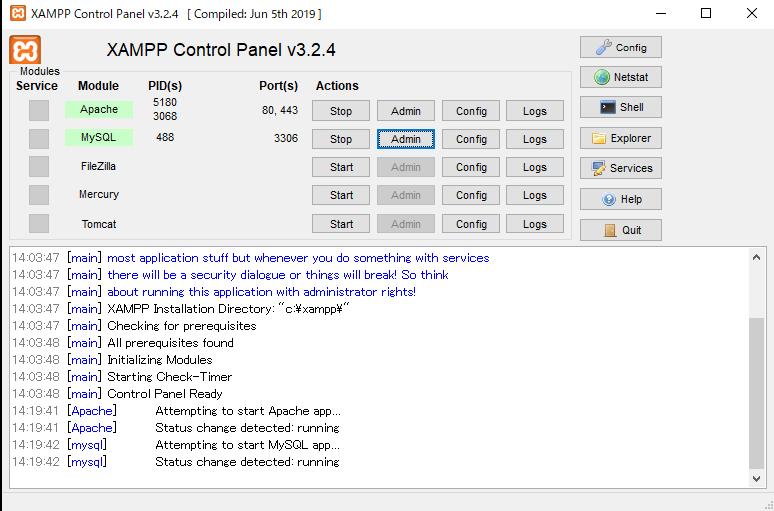 XAMPP Control Panel v3.2.4 [ Compiled: Jun 5th 2019 ]
XAMPP Control Panel v3.2.4
Config
Modules
Service Module PID(s) Port(s) Actions
Netstat
Apache 5180 3068 80, 443 Stop Admin Config Logs
Shell
MySQL 488 3306 Stop Admin Config Logs
Explorer
FileZilla Start Admin Config Logs
Services
Mercury Start Admin Config Logs
Help
Tomcat Start Admin Config Logs
Quit
14:03:47 [main] most application stuff but whenever you do something with services
14:03:47 [main] there will be a security dialogue or things will break! So think
14:03:47 [main] about running this application with administrator rights!
14:03:47 [main] XAMPP Installation Directory: "c:¥xampp¥"
14:03:47 [main] Checking for prerequisites
14:03:48 [main] All prerequisites found
14:03:48 [main] Initializing Modules
14:03:48 [main] Starting Check-Timer
14:03:48 [main] Control Panel Ready
14:19:41 [Apache] Attempting to start Apache app...
14:19:41 [Apache] Status change detected: running
14:19:42 [mysql] Attempting to start MySQL app...
14:19:42 [mysql] Status change detected: running